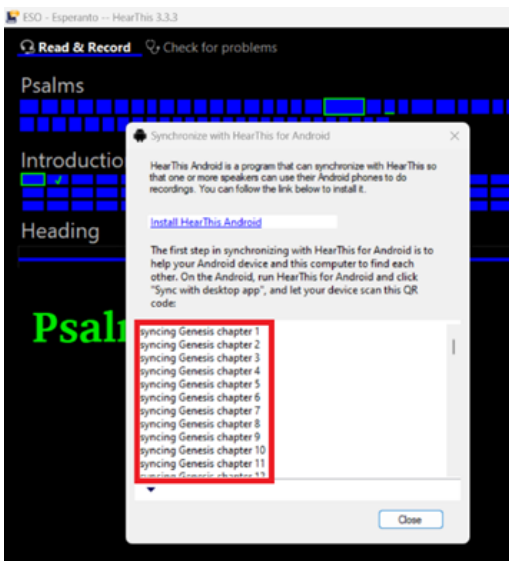 ESO - Esperanto -- HearThis 3.3.3
Read & Record Check for problems
Psalms
Synchronize with HearThis for Android
Introductio
HearThis Android is a program that can synchronize with HearThis so
that one or more speakers can use their Android phones to do
recordings. You can follow the link below to install it.
Install HearThis Android
Heading
The first step in synchronizing with HearThis for Android is to
help your Android device and this computer to find each
other. On the Android, run HearThis for Android and click
"Sync with desktop app", and let your device scan this QR
code:
Psal
syncing Genesis chapter 1
syncing Genesis chapter 2
syncing Genesis chapter 3
syncing Genesis chapter 4
syncing Genesis chapter 5
syncing Genesis chapter 6
syncing Genesis chapter 7
syncing Genesis chapter 8
syncing Genesis chapter 9
syncing Genesis chapter 10
syncing Genesis chapter 11
syncing Genesis chapter 12
Close